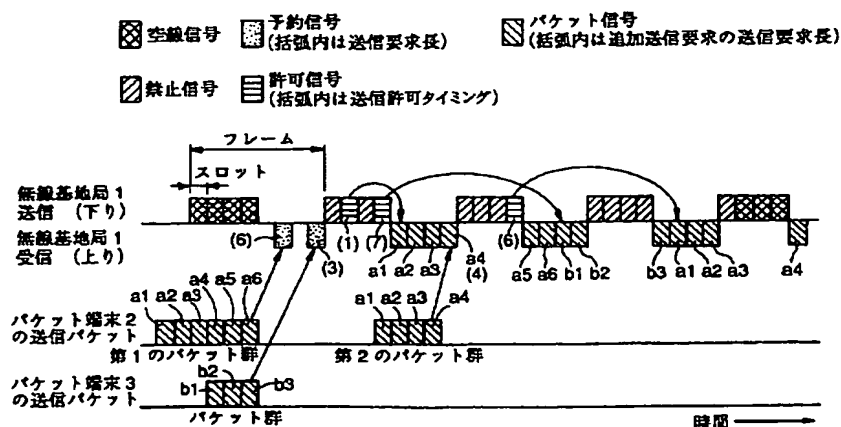 空線信号
予約信号
(括弧内は送信要求長)
パケット信号
(括弧内は追加送信要求の送信要求長)
禁止信号
許可信号
(括弧内は送信許可タイミング)
フレーム
スロット
無線基地局1
送信 (下り)
無線基地局1
受信 (上り)
(6)
(3)
(1)
(7)
a1 a2 a3 a4
(4)
(6)
a5 a6 b1 b2
b3 a1 a2 a3
a4
パケット端末2
の送信パケット
a1 a2 a3 a4 a5 a6
第1のパケット群
a1 a2 a3 a4
第2のパケット群
パケット端末3
の送信パケット
b1 b2 b3
パケット群
時間